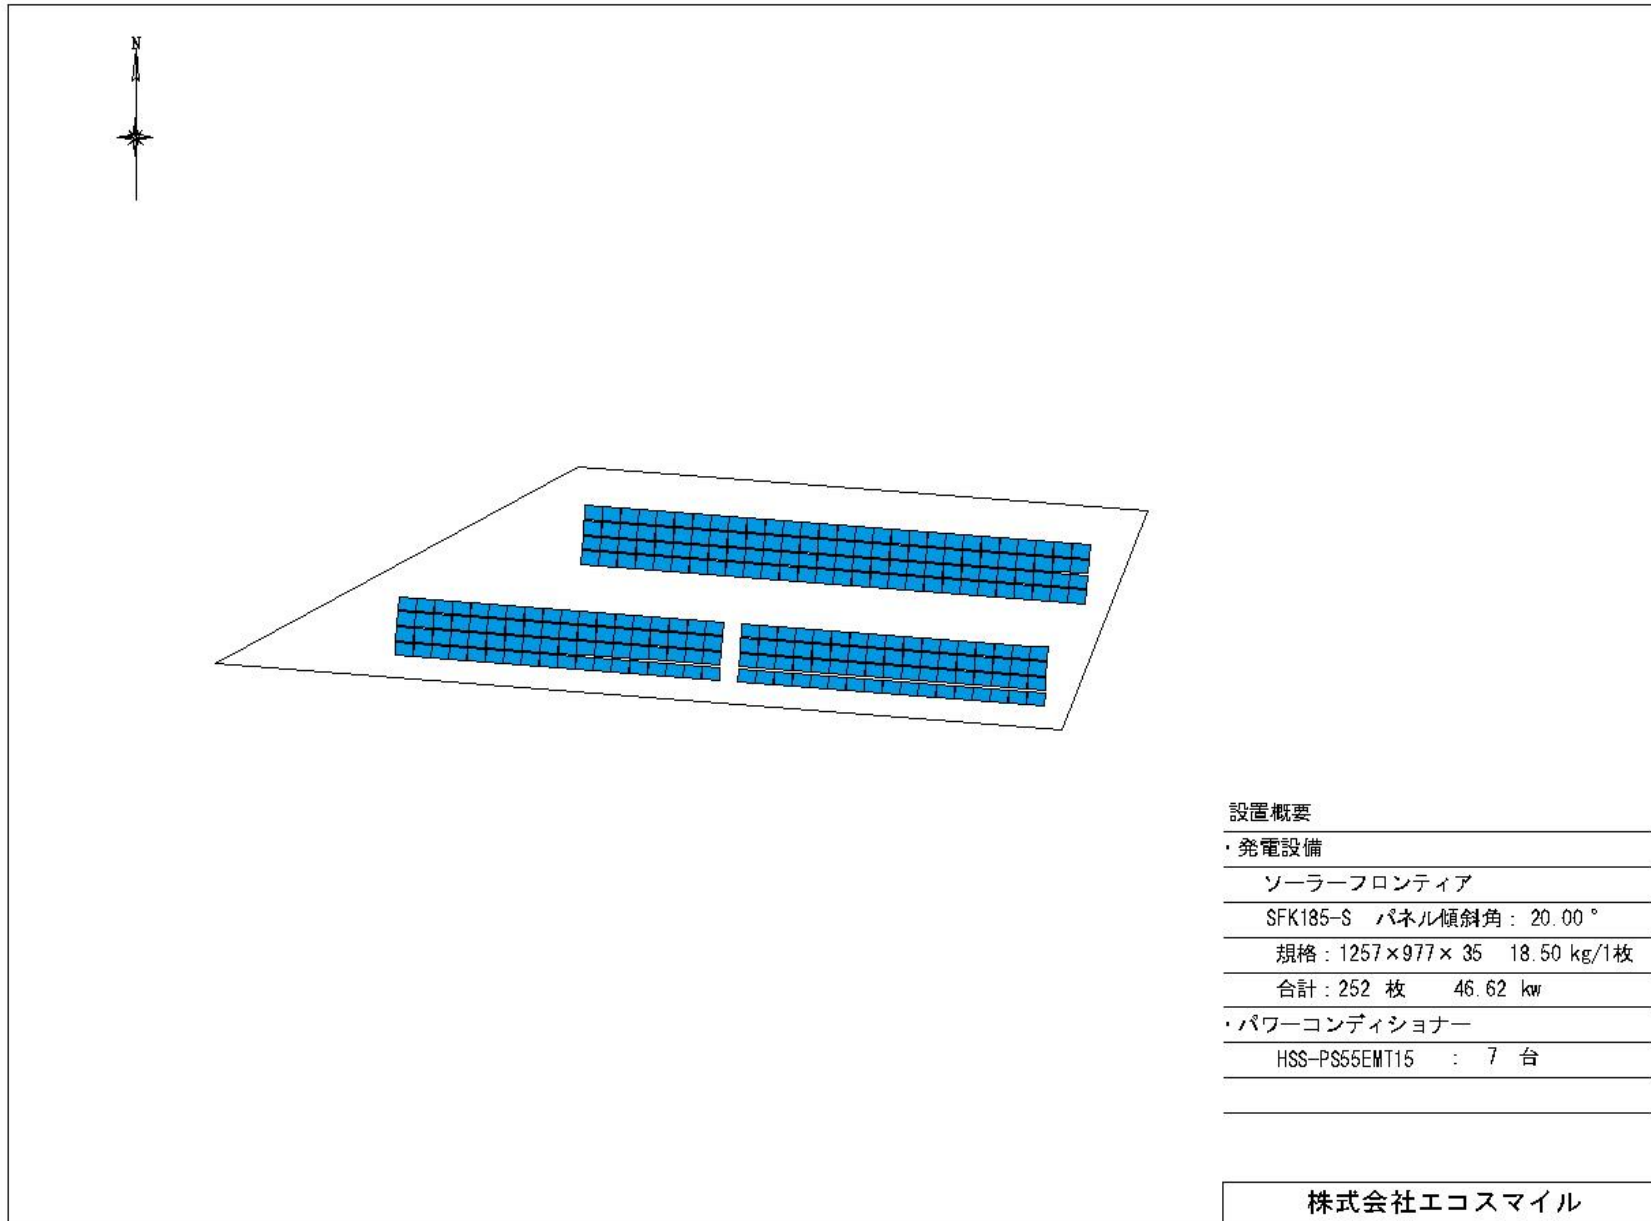 N
設置概要
・発電設備
ソーラーフロンティア
SFK185-S パネル傾斜角：20.00°
規格：1257×977×35 18.50 kg/1枚
合計：252 枚 46.62 kw
・パワーコンディショナー
HSS-PS55EMT15 ： 7 台
株式会社エコスマイル